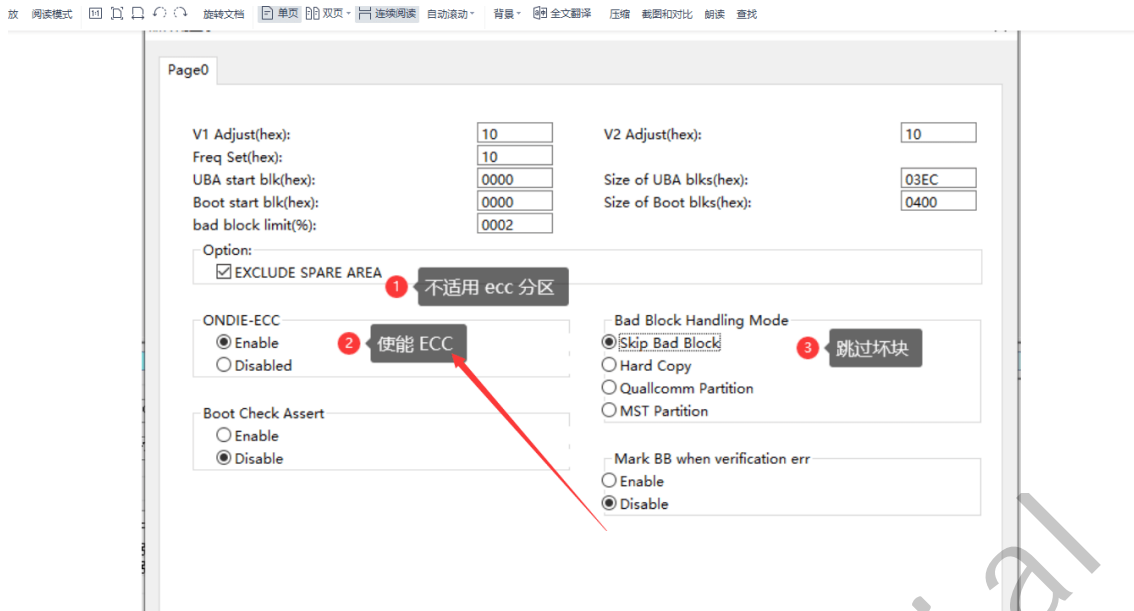 放 阅读模式 旋转文档 单页 双页 连续阅读 自动滚动 背景 全文翻译 压缩 截图和对比 朗读 查找
Page0
V1 Adjust(hex): 10 V2 Adjust(hex): 10
Freq Set(hex): 10
UBA start blk(hex): 0000 Size of UBA blks(hex): 03EC
Boot start blk(hex): 0000 Size of Boot blks(hex): 0400
bad block limit(%): 0002
Option:
EXCLUDE SPARE AREA
1 不适用 ecc 分区
ONDIE-ECC Bad Block Handling Mode
Enable 2 使能 ECC Skip Bad Block 3 跳过坏块
Disabled Hard Copy
Quallcomm Partition
Boot Check Assert MST Partition
Enable
Disable Mark BB when verification err
Enable
Disable
al